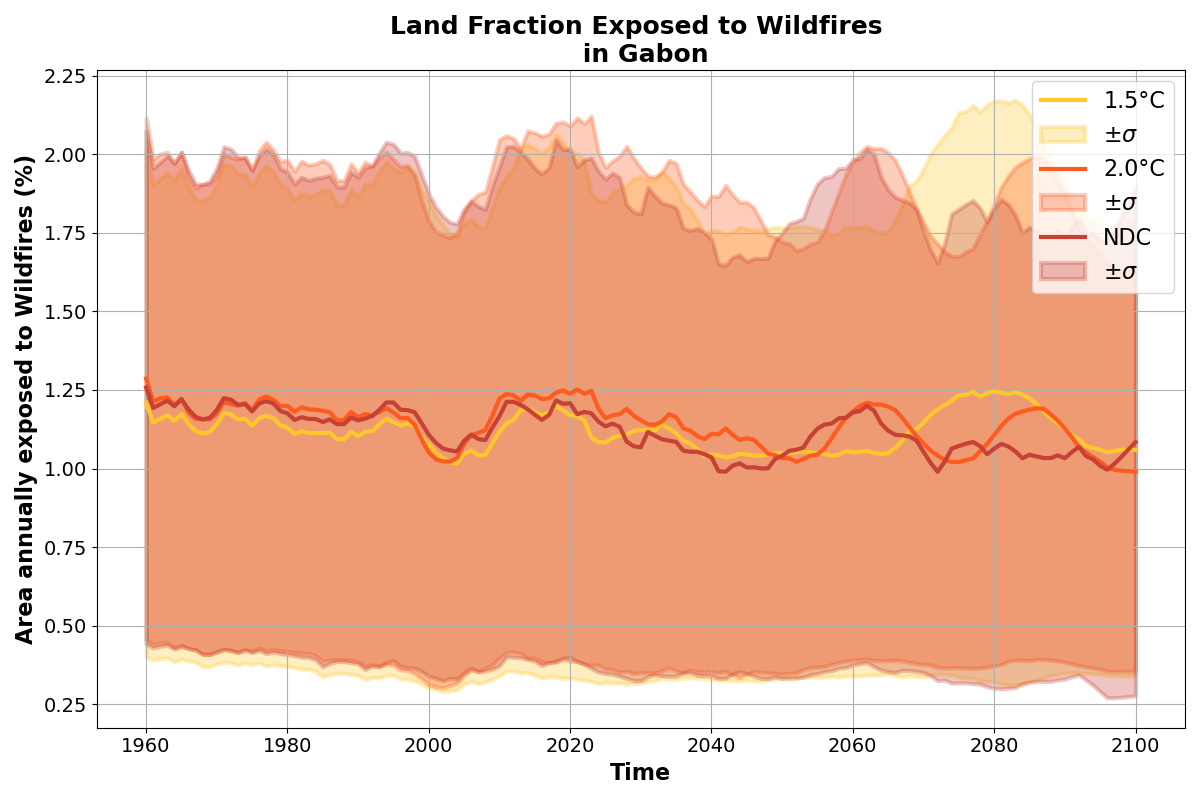 Land Fraction Exposed to Wildfires
in Gabon
Area annually exposed to Wildfires (%)
2.25
2.00
1.75
1.50
1.25
1.00
0.75
0.50
0.25
1.5°C
±σ
2.0°C
±σ
NDC
±σ
1960 1980 2000 2020 2040 2060 2080 2100
Time